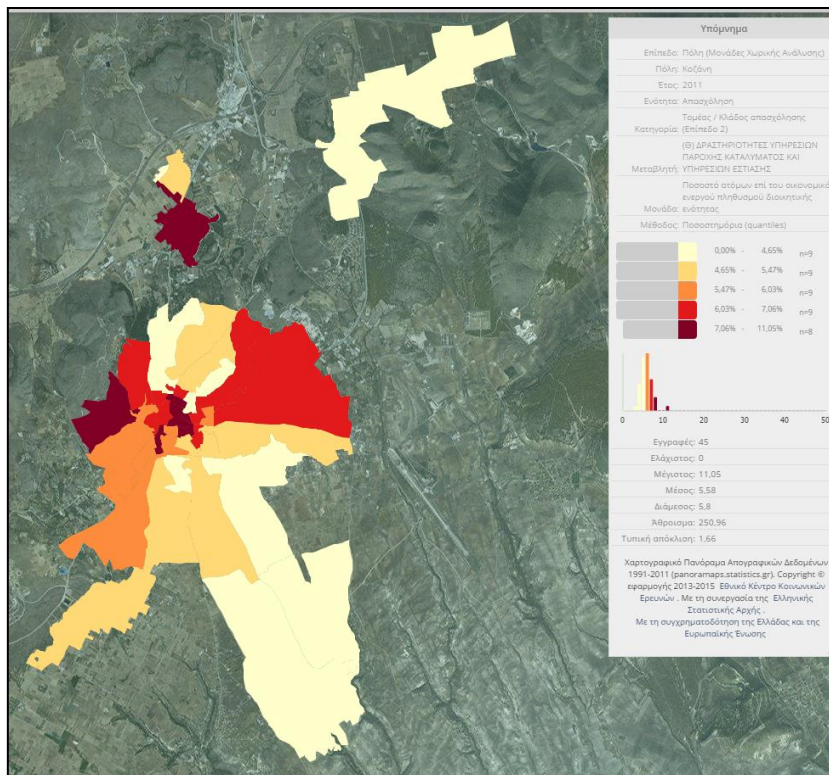 Υπόμνημα
Επίπεδο: Πόλη (Μονάδες Χωρικής Ανάλυσης)
Πόλη: Κοζάνη
Έτος: 2011
Ενότητα: Απασχόληση
Τομέας / Κλάδος απασχόλησης
Κατηγορία: (Επίπεδο 2)
(Θ) ΔΡΑΣΤΗΡΙΟΤΗΤΕΣ ΥΠΗΡΕΣΙΩΝ
ΠΑΡΟΧΗΣ ΚΑΤΑΛΥΜΑΤΟΣ ΚΑΙ
Μεταβλητή: ΥΠΗΡΕΣΙΩΝ ΕΣΤΙΑΣΗΣ
Ποσοστό ατόμων επί του οικονομικά
ενεργού πληθυσμού διοικητικής
Μονάδα: ενότητας
Μέθοδος: Ποσοστημόρια (quantiles)
0,00% - 4,65% n=9
4,65% - 5,47% n=9
5,47% - 6,03% n=9
6,03% - 7,06% n=9
7,06% - 11,05% n=8
0 10 20 30 40 50
Εγγραφές: 45
Ελάχιστος: 0
Μέγιστος: 11,05
Μέσος: 5,58
Διάμεσος: 5,8
Άθροισμα: 250,96
Τυπική απόκλιση: 1,66
Χαρτογραφικό Πανόραμα Απογραφικών Δεδομένων
1991-2011 (panoramaps.statistics.gr). Copyright ©
εφαρμογής 2013-2015 Εθνικό Κέντρο Κοινωνικών
Ερευνών . Με τη συνεργασία της Ελληνικής
Στατιστικής Αρχής .
Με τη συγχρηματοδότηση της Ελλάδας και της
Ευρωπαϊκής Ένωσης